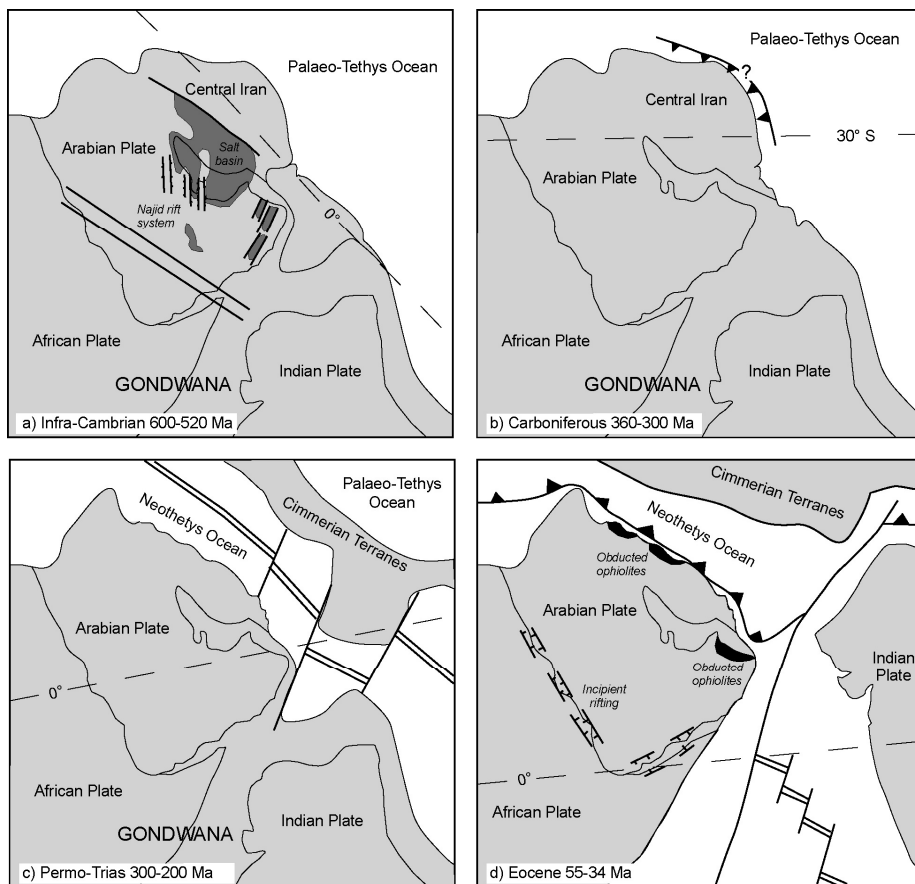 Palaeo-Tethys Ocean
Central Iran
Arabian Plate
Salt
basin
Najid rift
system
0°
African Plate
Indian Plate
GONDWANA
a) Infra-Cambrian 600-520 Ma
Palaeo-Tethys Ocean
?
Central Iran
30° S
Arabian Plate
African Plate
Indian Plate
GONDWANA
b) Carboniferous 360-300 Ma
Palaeo-Tethys
Ocean
Cimmerian Terranes
Neothetys Ocean
Arabian Plate
0°
African Plate
Indian Plate
GONDWANA
c) Permo-Trias 300-200 Ma
Cimmerian
Terranes
Neothetys
Ocean
Obducted
ophiolites
Arabian Plate
Obducted
ophiolites
Indian
Plate
Incipient
rifting
0°
African Plate
d) Eocene 55-34 Ma